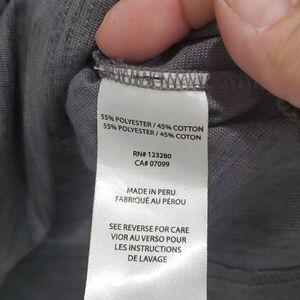 55% POLYESTER / 45% COTTON
55% POLYESTER / 45% COTON
RN# 123280
CA# 07099
MADE IN PERU
FABRIQUÉ AU PÉROU
SEE REVERSE FOR CARE
VIOR AU VERSO POUR
LES INSTRUCTIONS
DE LAVAGE